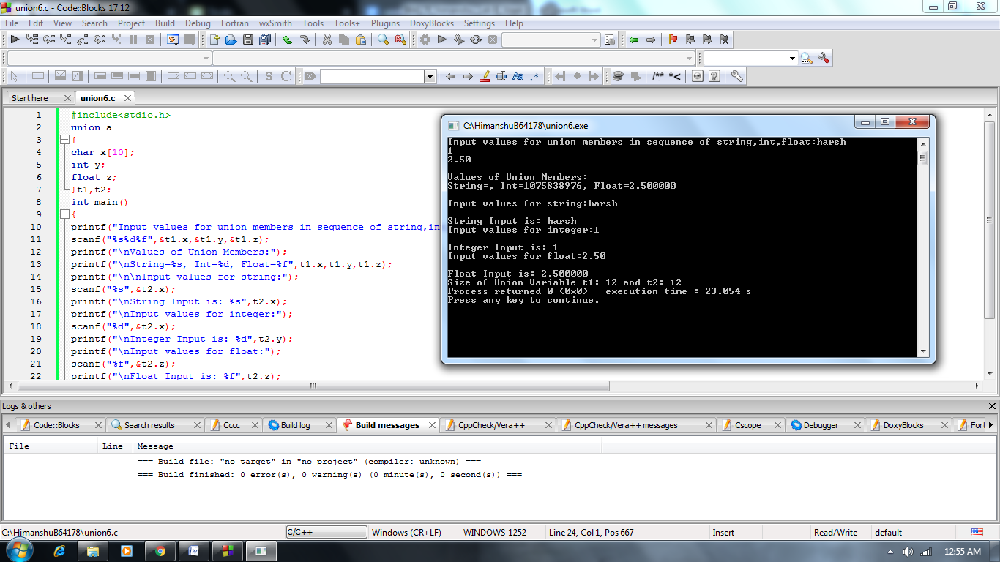 union6.c - Code::Blocks 17.12
File Edit View Search Project Build Debug Fortran wxSmith Tools Tools+ Plugins DoxyBlocks Settings Help
S C Aa .* /** *<
Start here union6.c
1 #include<stdio.h>
2 union a
3 {
4 char x[10];
5 int y;
6 float z;
7 }t1,t2;
8 int main()
9 {
10 printf("Input values for union members in sequence of string,in
11 scanf("%s%d%f",&t1.x,&t1.y,&t1.z);
12 printf("\nValues of Union Members:");
13 printf("\nString=%s, Int=%d, Float=%f",t1.x,t1.y,t1.z);
14 printf("\n\nInput values for string:");
15 scanf("%s",&t2.x);
16 printf("\nString Input is: %s",t2.x);
17 printf("\nInput values for integer:");
18 scanf("%d",&t2.x);
19 printf("\nInteger Input is: %d",t2.y);
20 printf("\nInput values for float:");
21 scanf("%f",&t2.z);
22 printf("\nFloat Input is: %f",t2.z);
C:\HimanshuB64178\union6.exe
Input values for union members in sequence of string,int,float:harsh
1
2.50
Values of Union Members:
String=, Int=1075838976, Float=2.500000
Input values for string:harsh
String Input is: harsh
Input values for integer:1
Integer Input is: 1
Input values for float:2.50
Float Input is: 2.500000
Size of Union Variable t1: 12 and t2: 12
Process returned 0 (0x0) execution time : 23.054 s
Press any key to continue.
Logs & others
Code::Blocks Search results Cccc Build log Build messages CppCheck/Vera++ CppCheck/Vera++ messages Cscope Debugger DoxyBlocks Fort
File Line Message
=== Build file: "no target" in "no project" (compiler: unknown) ===
=== Build finished: 0 error(s), 0 warning(s) (0 minute(s), 0 second(s)) ===
C:\HimanshuB64178\union6.c C/C++ Windows (CR+LF) WINDOWS-1252 Line 24, Col 1, Pos 667 Insert Read/Write default
12:55 AM